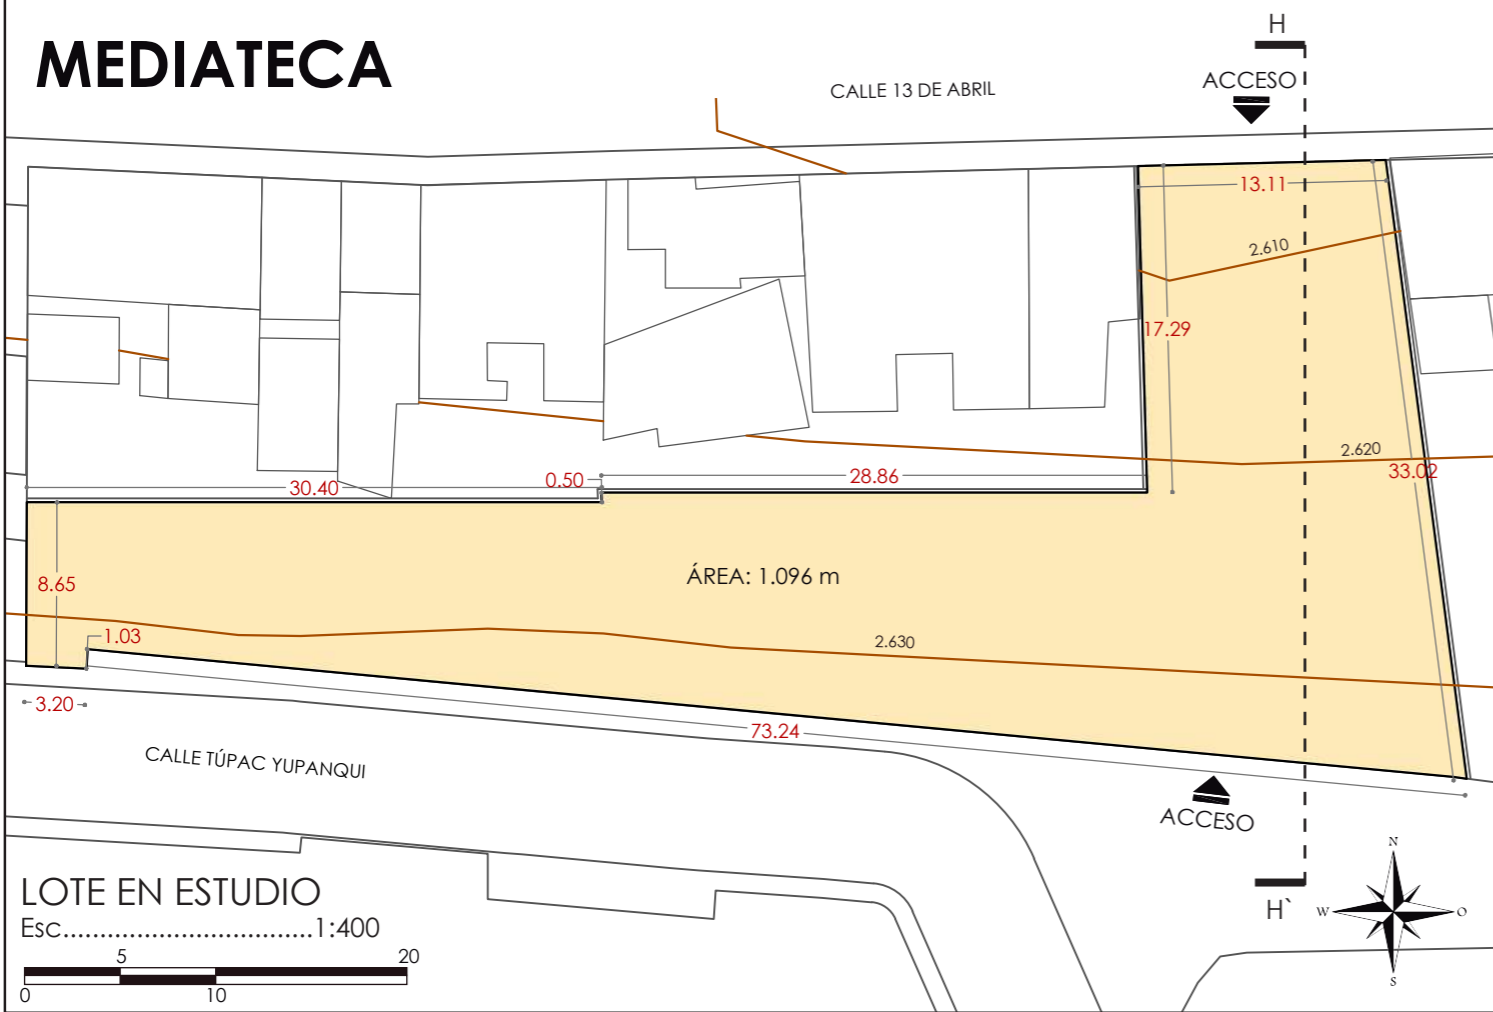 H
MEDIATECA
ACCESO
CALLE 13 DE ABRIL
13.11
2.610
17.29
2.620
33.02
30.40
0.50
28.86
8.65
ÁREA: 1.096 m
1.03
2.630
3.20
73.24
CALLE TÚPAC YUPANQUI
ACCESO
LOTE EN ESTUDIO
Esc..................................1:400
5 20
0 10
H`
N
W O
S